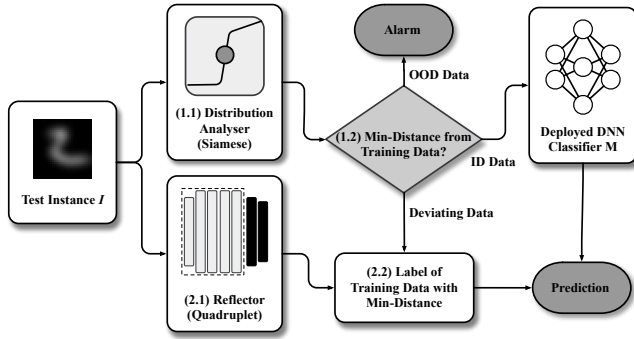 Alarm
OOD Data
(1.1) Distribution
Analyser
(Siamese)
(1.2) Min-Distance from
Training Data?
ID Data
Deployed DNN
Classifier M
Test Instance I
Deviating Data
(2.1) Reflector
(Quadruplet)
(2.2) Label of
Training Data with
Min-Distance
Prediction